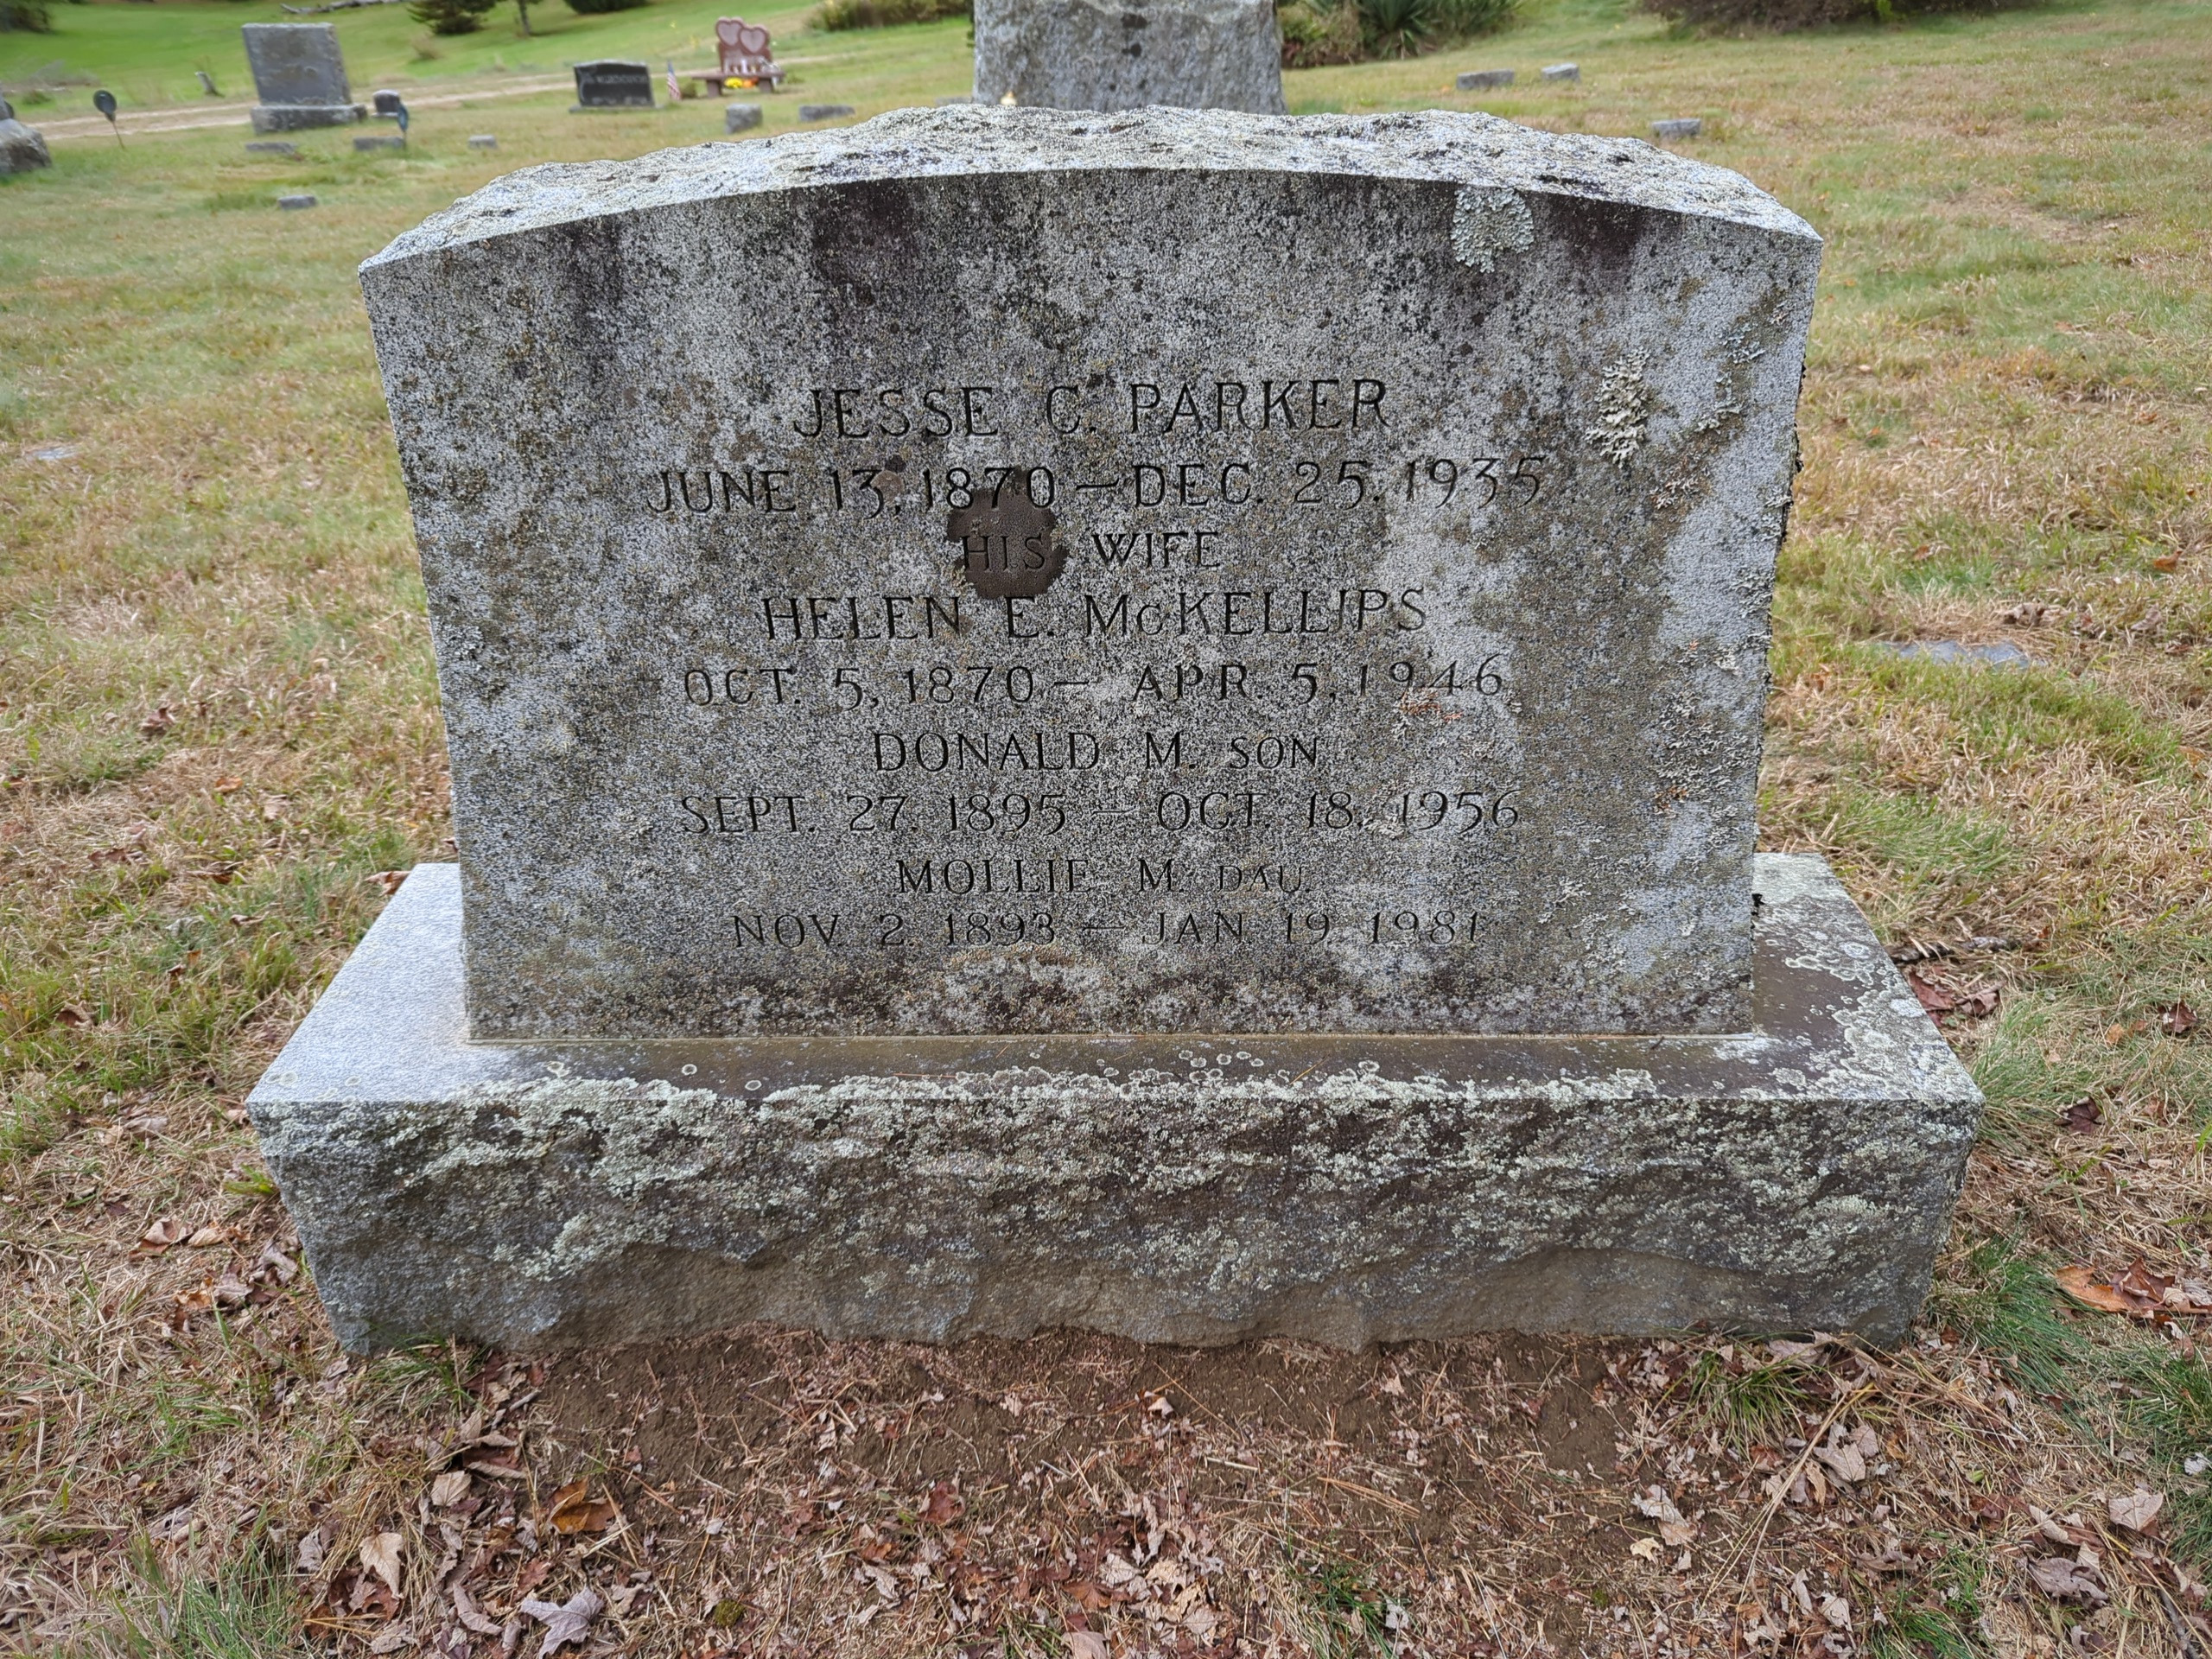 JESSE C. PARKER
JUNE 13, 1870 — DEC. 25, 1935
HIS WIFE
HELEN E. McKELLIPS
OCT. 5, 1870 — APR. 5, 1946
DONALD M. SON
SEPT. 27, 1895 — OCT. 18, 1956
MOLLIE M. DAU.
NOV. 2, 1893 — JAN. 19, 1981